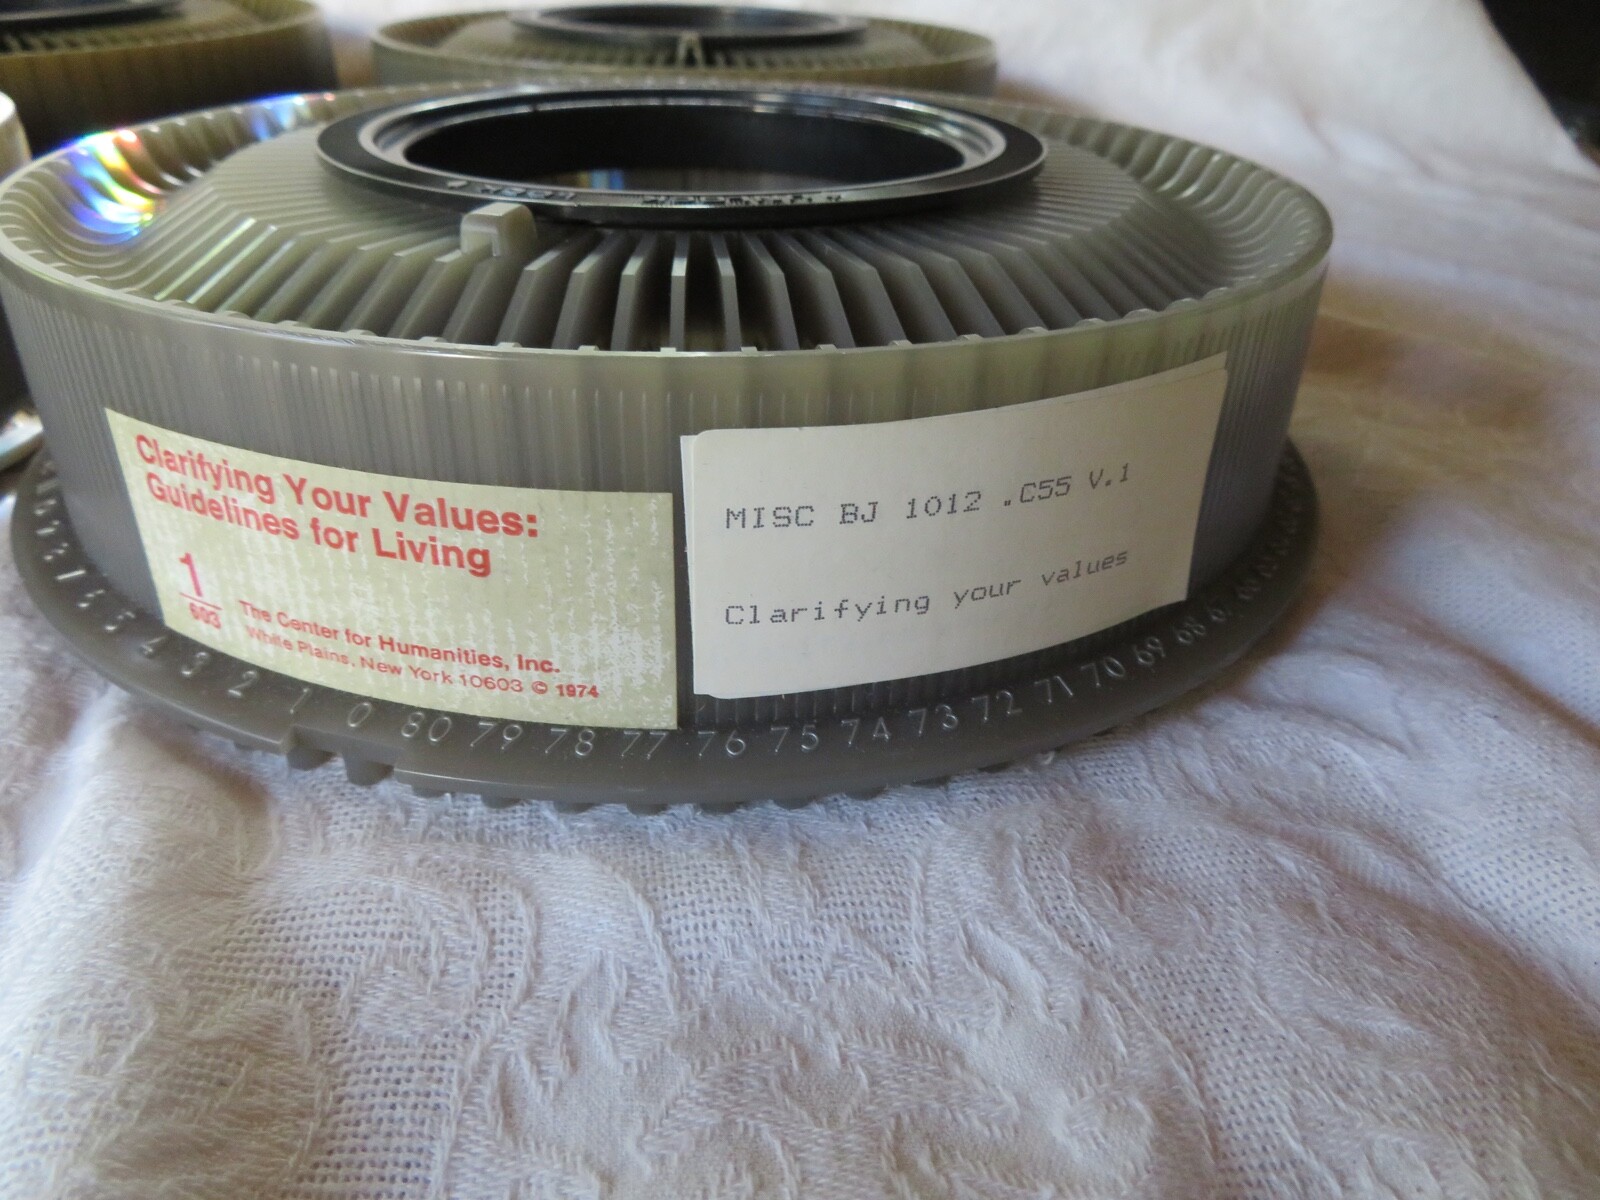 Clarifying Your Values:
Guidelines for Living
1
603
The Center for Humanities, Inc.
White Plains, New York 10603 © 1974
MISC BJ 1012 .C55 V.1
Clarifying your values
4 3 2 1 0 80 79 78 77 76 75 74 73 72 71 70 69 68 67